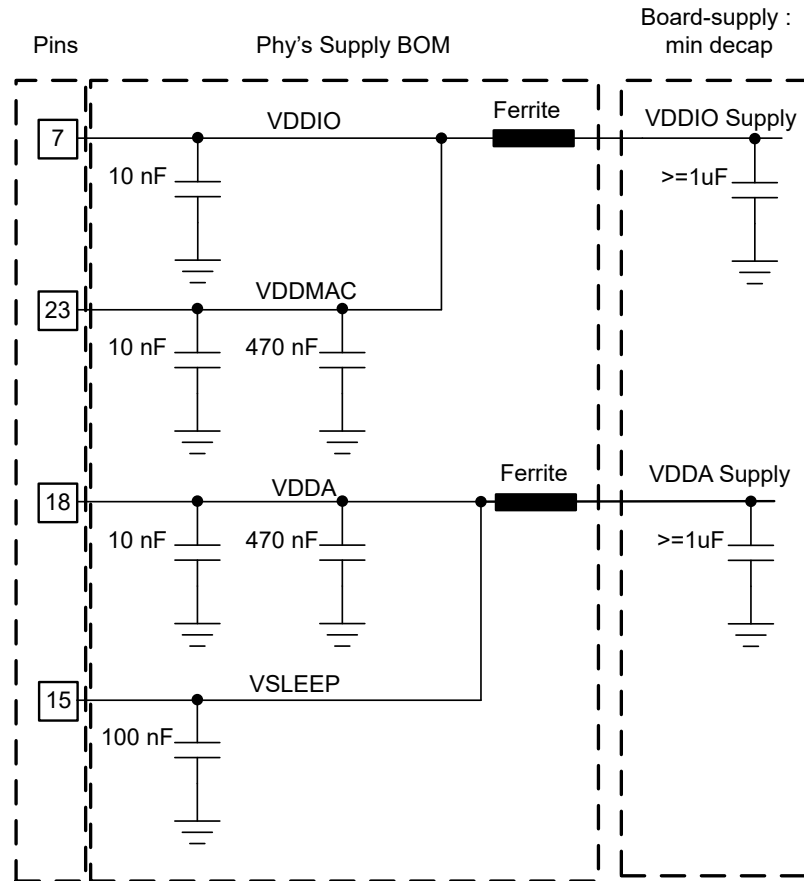 Board-supply :
min decap
Pins
Phy's Supply BOM
7
VDDIO
Ferrite
VDDIO Supply
10 nF
>=1uF
23
VDDMAC
10 nF
470 nF
18
VDDA
Ferrite
VDDA Supply
10 nF
470 nF
>=1uF
15
VSLEEP
100 nF